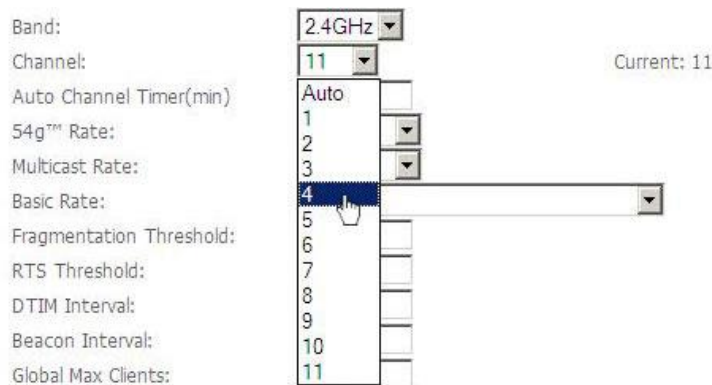 Band: 2.4GHz
Channel: 11 Current: 11
Auto Channel Timer(min) Auto
1
54g™ Rate:
2
Multicast Rate: 3
Basic Rate: 4
5
Fragmentation Threshold:
6
RTS Threshold: 7
DTIM Interval: 8
9
Beacon Interval:
10
Global Max Clients: 11